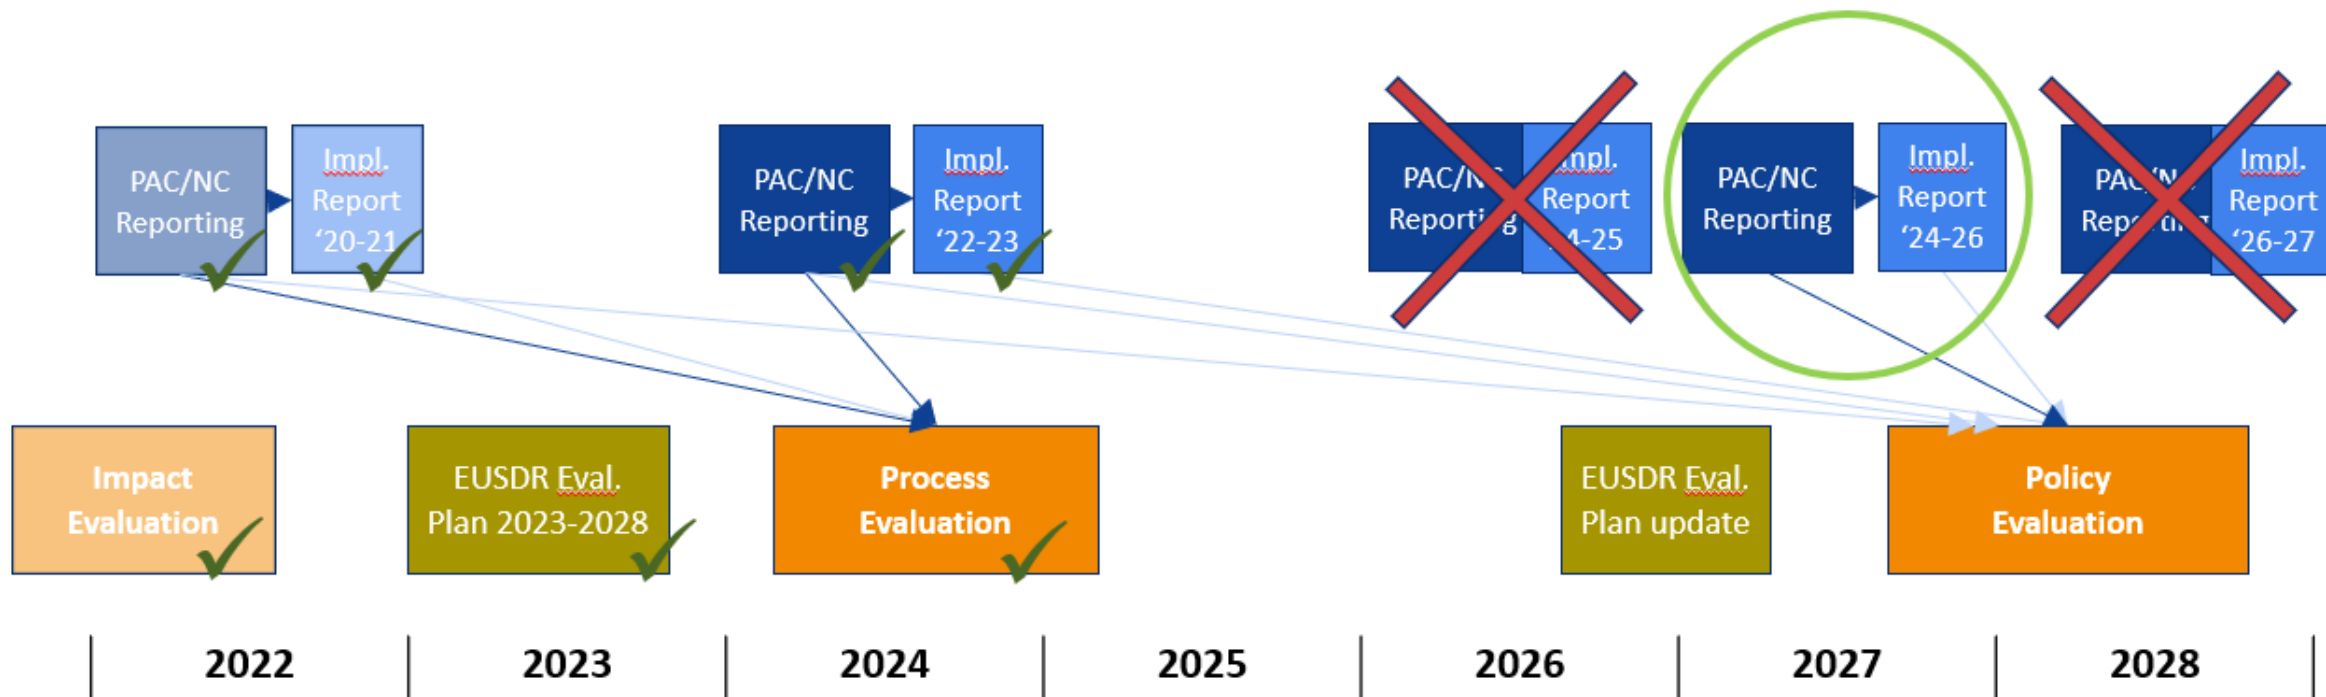 PAC/NC
Reporting
Impl.
Report
‘20-21
PAC/NC
Reporting
Impl.
Report
‘22-23
Reporting
Report
PAC/NC
Reporting
Impl.
Report
‘24-26
Impl.
Report
‘26-27
Impact
Evaluation
EUSDR Eval.
Plan 2023-2028
Process
Evaluation
EUSDR Eval.
Plan update
Policy
Evaluation
2022
2023
2024
2025
2026
2027
2028